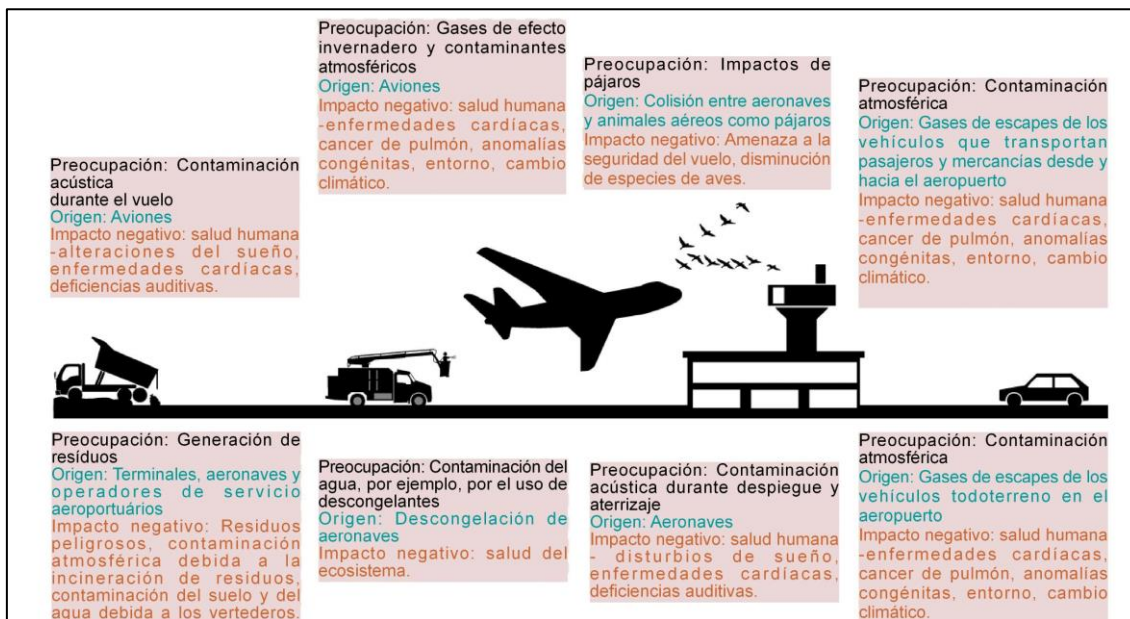 Preocupación: Contaminación
acústica
durante el vuelo
Origen: Aviones
Impacto negativo: salud humana
-alteraciones del sueño,
enfermedades cardíacas,
deficiencias auditivas.
Preocupación: Gases de efecto
invernadero y contaminantes
atmosféricos
Origen: Aviones
Impacto negativo: salud humana
-enfermedades cardíacas,
cancer de pulmón, anomalías
congénitas, entorno, cambio
climático.
Preocupación: Impactos de
pájaros
Origen: Colisión entre aeronaves
y animales aéreos como pájaros
Impacto negativo: Amenaza a la
seguridad del vuelo, disminución
de especies de aves.
Preocupación: Contaminación
atmosférica
Origen: Gases de escapes de los
vehículos que transportan
pasajeros y mercancías desde y
hacia el aeropuerto
Impacto negativo: salud humana
-enfermedades cardíacas,
cancer de pulmón, anomalías
congénitas, entorno, cambio
climático.
Preocupación: Generación de
resíduos
Origen: Terminales, aeronaves y
operadores de servicio
aeroportuários
Impacto negativo: Residuos
peligrosos, contaminación
atmosférica debida a la
incineración de residuos,
contaminación del suelo y del
agua debida a los vertederos.
Preocupación: Contaminación del
agua, por ejemplo, por el uso de
descongelantes
Origen: Descongelación de
aeronaves
Impacto negativo: salud del
ecosistema.
Preocupación: Contaminación
acústica durante despiegue y
aterrizaje
Origen: Aeronaves
Impacto negativo: salud humana
- disturbios de sueño,
enfermedades cardíacas,
deficiencias auditivas.
Preocupación: Contaminación
atmosférica
Origen: Gases de escapes de los
vehículos todoterreno en el
aeropuerto
Impacto negativo: salud humana
-enfermedades cardíacas,
cancer de pulmón, anomalías
congénitas, entorno, cambio
climático.